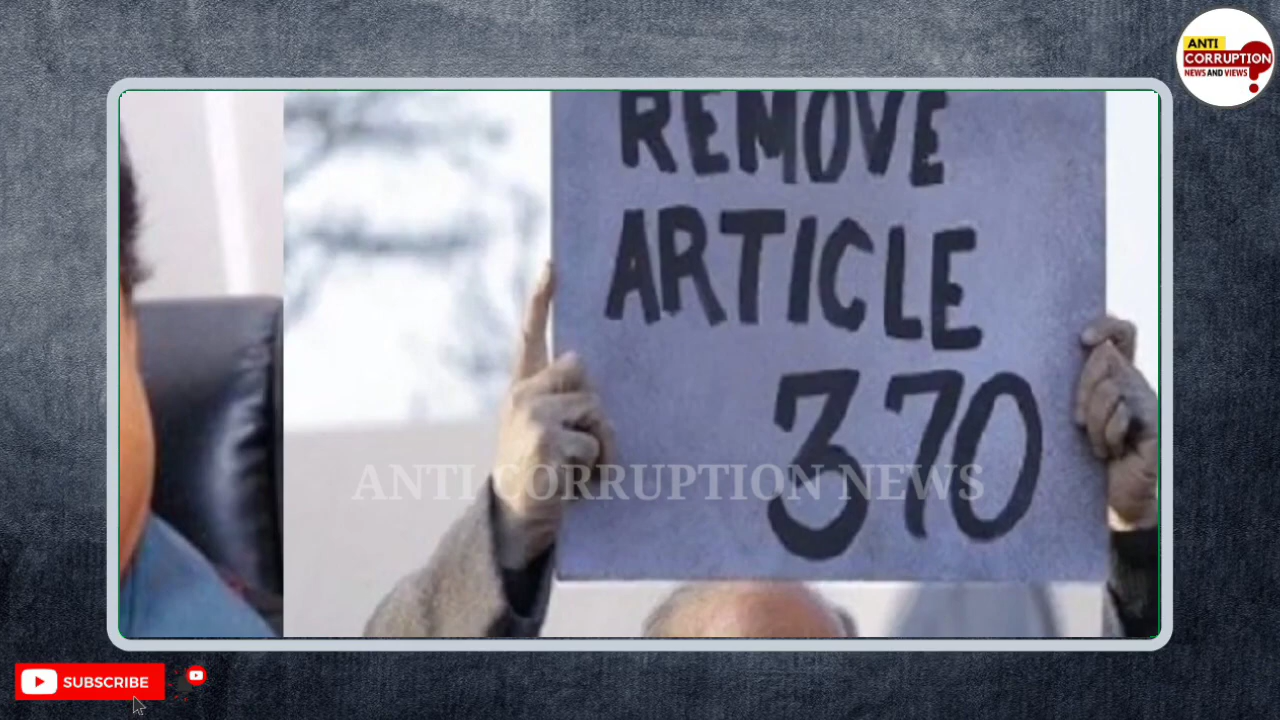 ANTI
CORRUPTION
NEWS AND VIEWS
REMOVE
ARTICLE
370
ANTI CORRUPTION NEWS
SUBSCRIBE